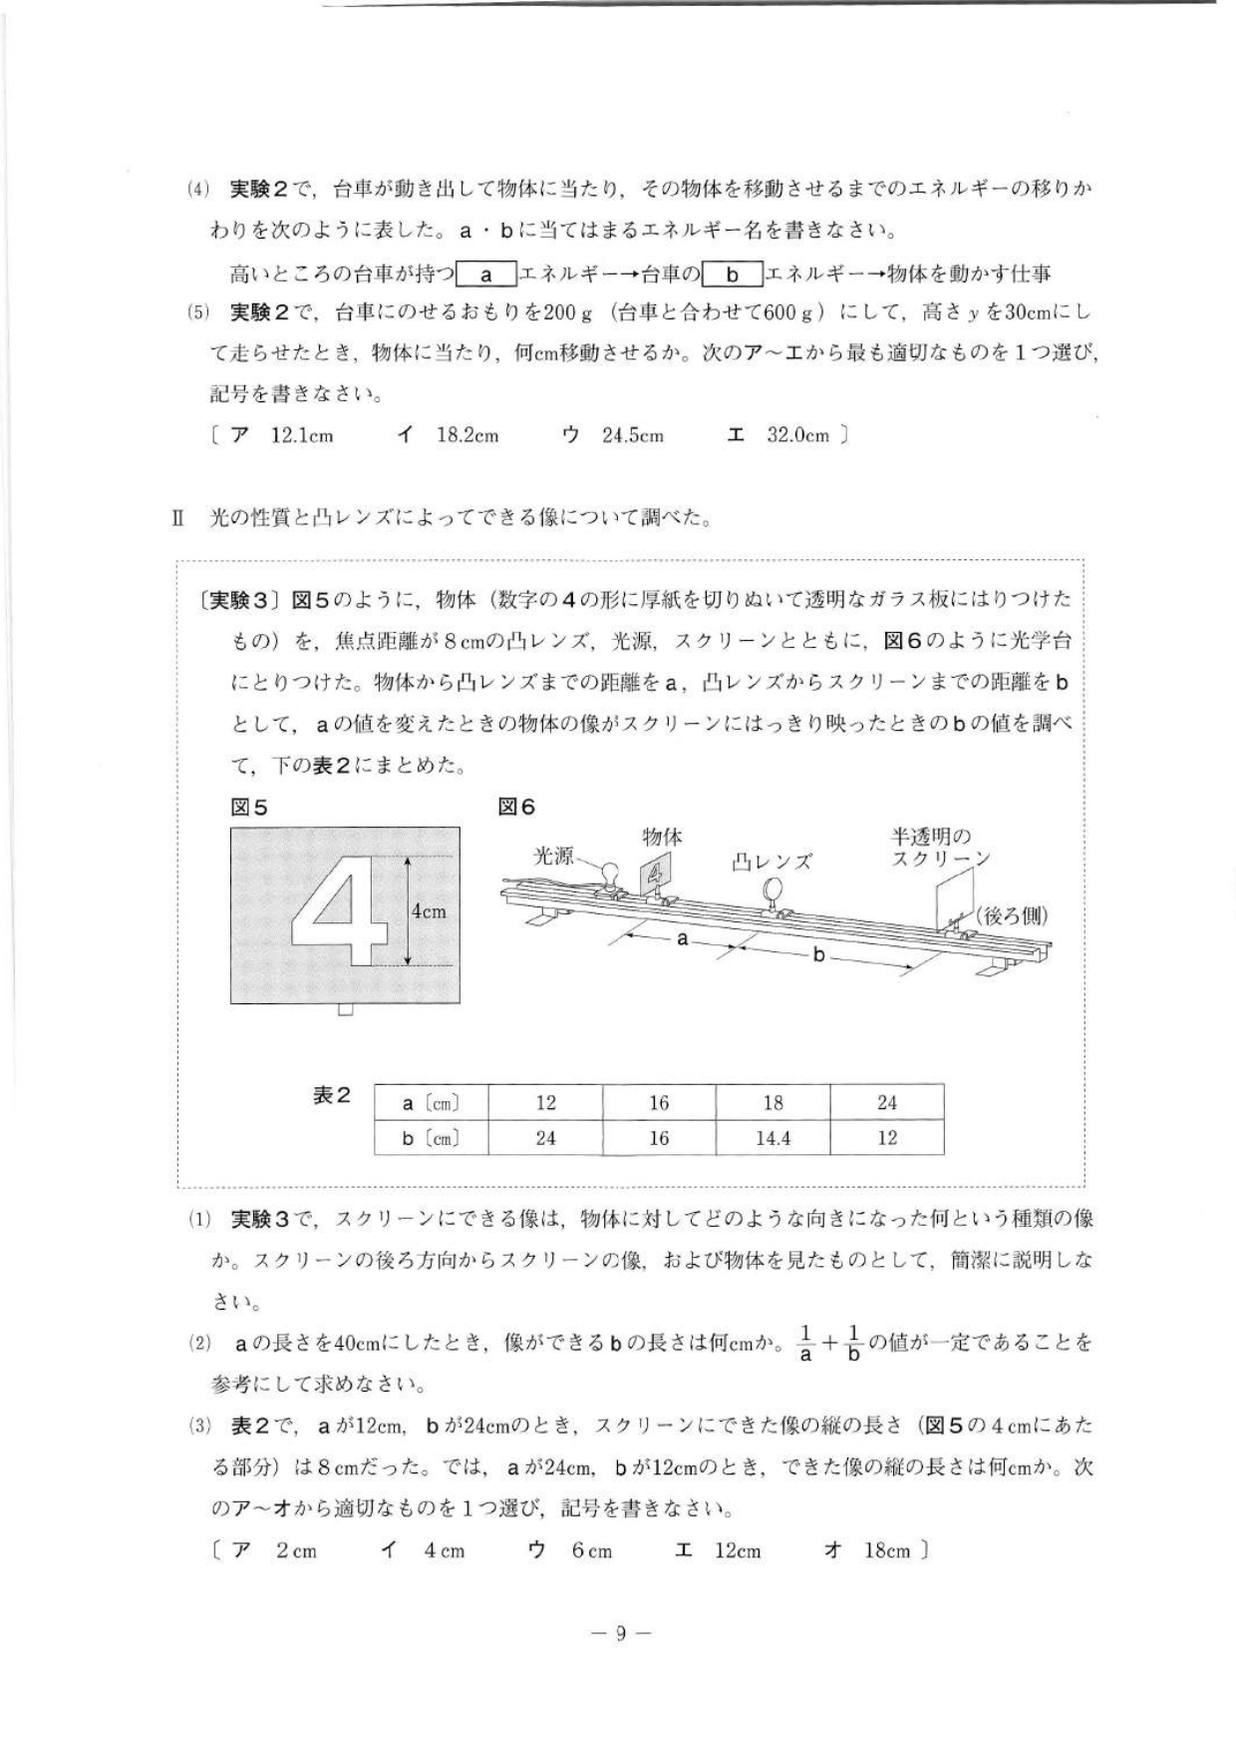 (4) 実験2で，台車が動き出して物体に当たり，その物体を移動させるまでのエネルギーの移りか
わりを次のように表した。a・bに当てはまるエネルギー名を書きなさい。
高いところの台車が持つ a エネルギー→台車の b エネルギー→物体を動かす仕事
(5) 実験2で，台車にのせるおもりを200g（台車と合わせて600g）にして，高さyを30cmにし
て走らせたとき，物体に当たり，何cm移動させるか。次のア～エから最も適切なものを1つ選び，
記号を書きなさい。
〔 ア 12.1cm イ 18.2cm ウ 24.5cm エ 32.0cm 〕
Ⅱ 光の性質と凸レンズによってできる像について調べた。
〔実験3〕図5のように，物体（数字の4の形に厚紙を切りぬいて透明なガラス板にはりつけた
もの）を，焦点距離が8cmの凸レンズ，光源，スクリーンとともに，図6のように光学台
にとりつけた。物体から凸レンズまでの距離をa，凸レンズからスクリーンまでの距離をb
として，aの値を変えたときの物体の像がスクリーンにはっきり映ったときのbの値を調べ
て，下の表2にまとめた。
図5 図6
4
4cm
光源
物体
4
凸レンズ
半透明の
スクリーン
(後ろ側)
a
b
表2
a〔cm〕 12 16 18 24
b〔cm〕 24 16 14.4 12
(1) 実験3で，スクリーンにできる像は，物体に対してどのような向きになった何という種類の像
か。スクリーンの後ろ方向からスクリーンの像，および物体を見たものとして，簡潔に説明しな
さい。
(2) aの長さを40cmにしたとき，像ができるbの長さは何cmか。1/a＋1/bの値が一定であることを
参考にして求めなさい。
(3) 表2で，aが12cm，bが24cmのとき，スクリーンにできた像の縦の長さ（図5の4cmにあた
る部分）は8cmだった。では，aが24cm，bが12cmのとき，できた像の縦の長さは何cmか。次
のア～オから適切なものを1つ選び，記号を書きなさい。
〔 ア 2cm イ 4cm ウ 6cm エ 12cm オ 18cm 〕
－ 9 －